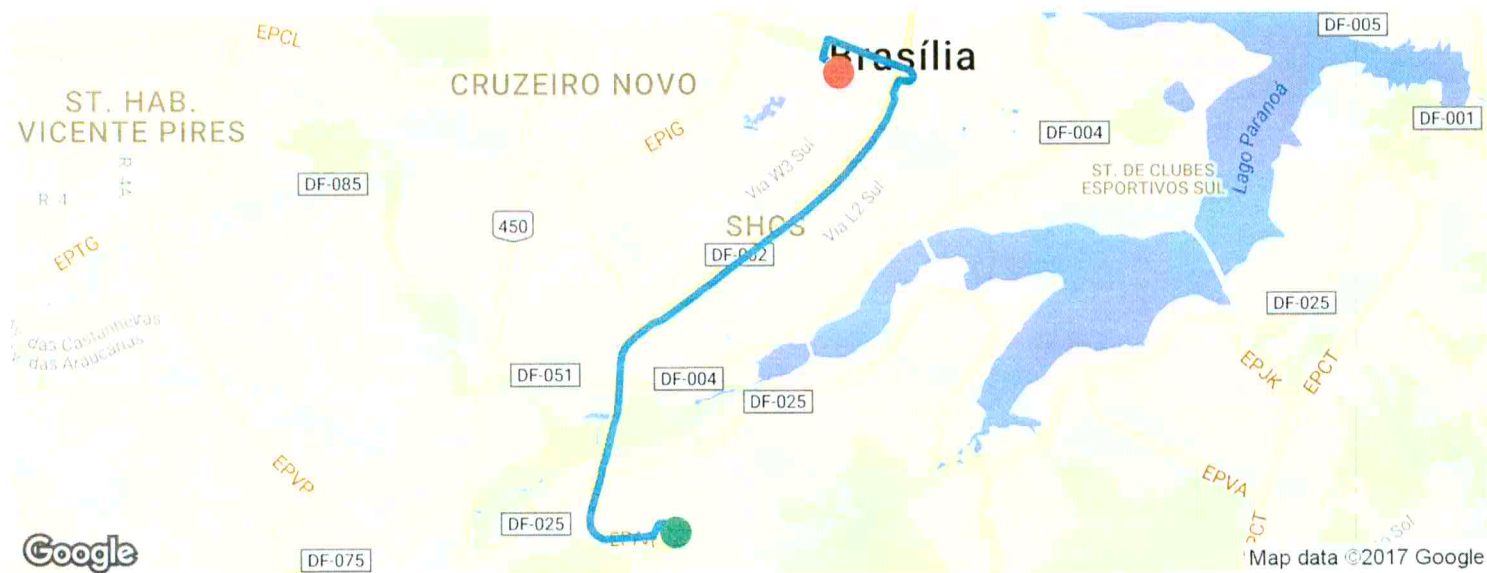 EPCL
DF-005
Brasília
CRUZEIRO NOVO
ST. HAB.
VICENTE PIRES
Lago Paranoá
DF-001
EPIG
DF-004
Via W3 Sul
ST. DE CLUBES
ESPORTIVOS SUL
DF-085
R 4
Via L2 Sul
450
SHCS
EPTG
DF-002
DF-025
das Castanheiras
das Araucárias
DF-051
DF-004
EPJK
EPCT
DF-025
EPVP
EPVA
DF-025
Google
DF-075
Map data ©2017 Google